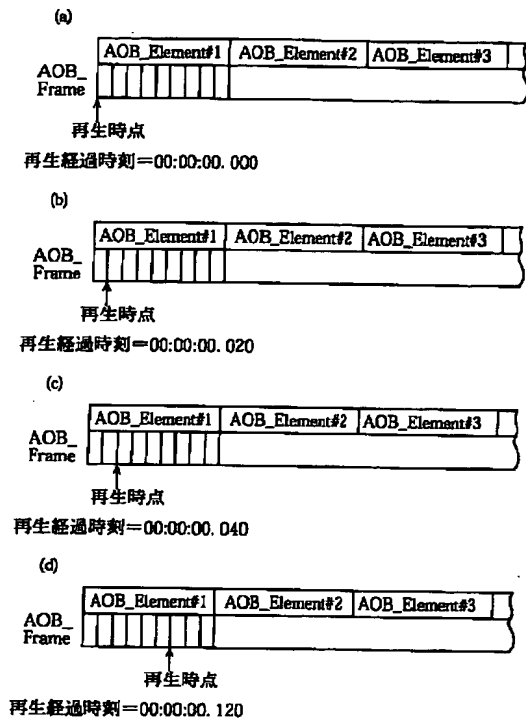 (a)
AOB_Element#1 AOB_Element#2 AOB_Element#3
AOB_
Frame
再生時点
再生経過時刻=00:00:00.000
(b)
AOB_Element#1 AOB_Element#2 AOB_Element#3
AOB_
Frame
再生時点
再生経過時刻=00:00:00.020
(c)
AOB_Element#1 AOB_Element#2 AOB_Element#3
AOB_
Frame
再生時点
再生経過時刻=00:00:00.040
(d)
AOB_Element#1 AOB_Element#2 AOB_Element#3
AOB_
Frame
再生時点
再生経過時刻=00:00:00.120